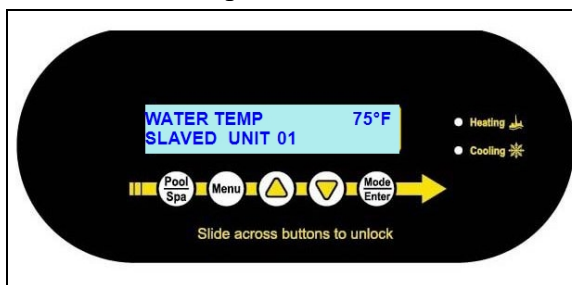 WATER TEMP 75°F
SLAVED UNIT 01
Heating
Cooling
Pool Spa Menu Mode Enter
Slide across buttons to unlock